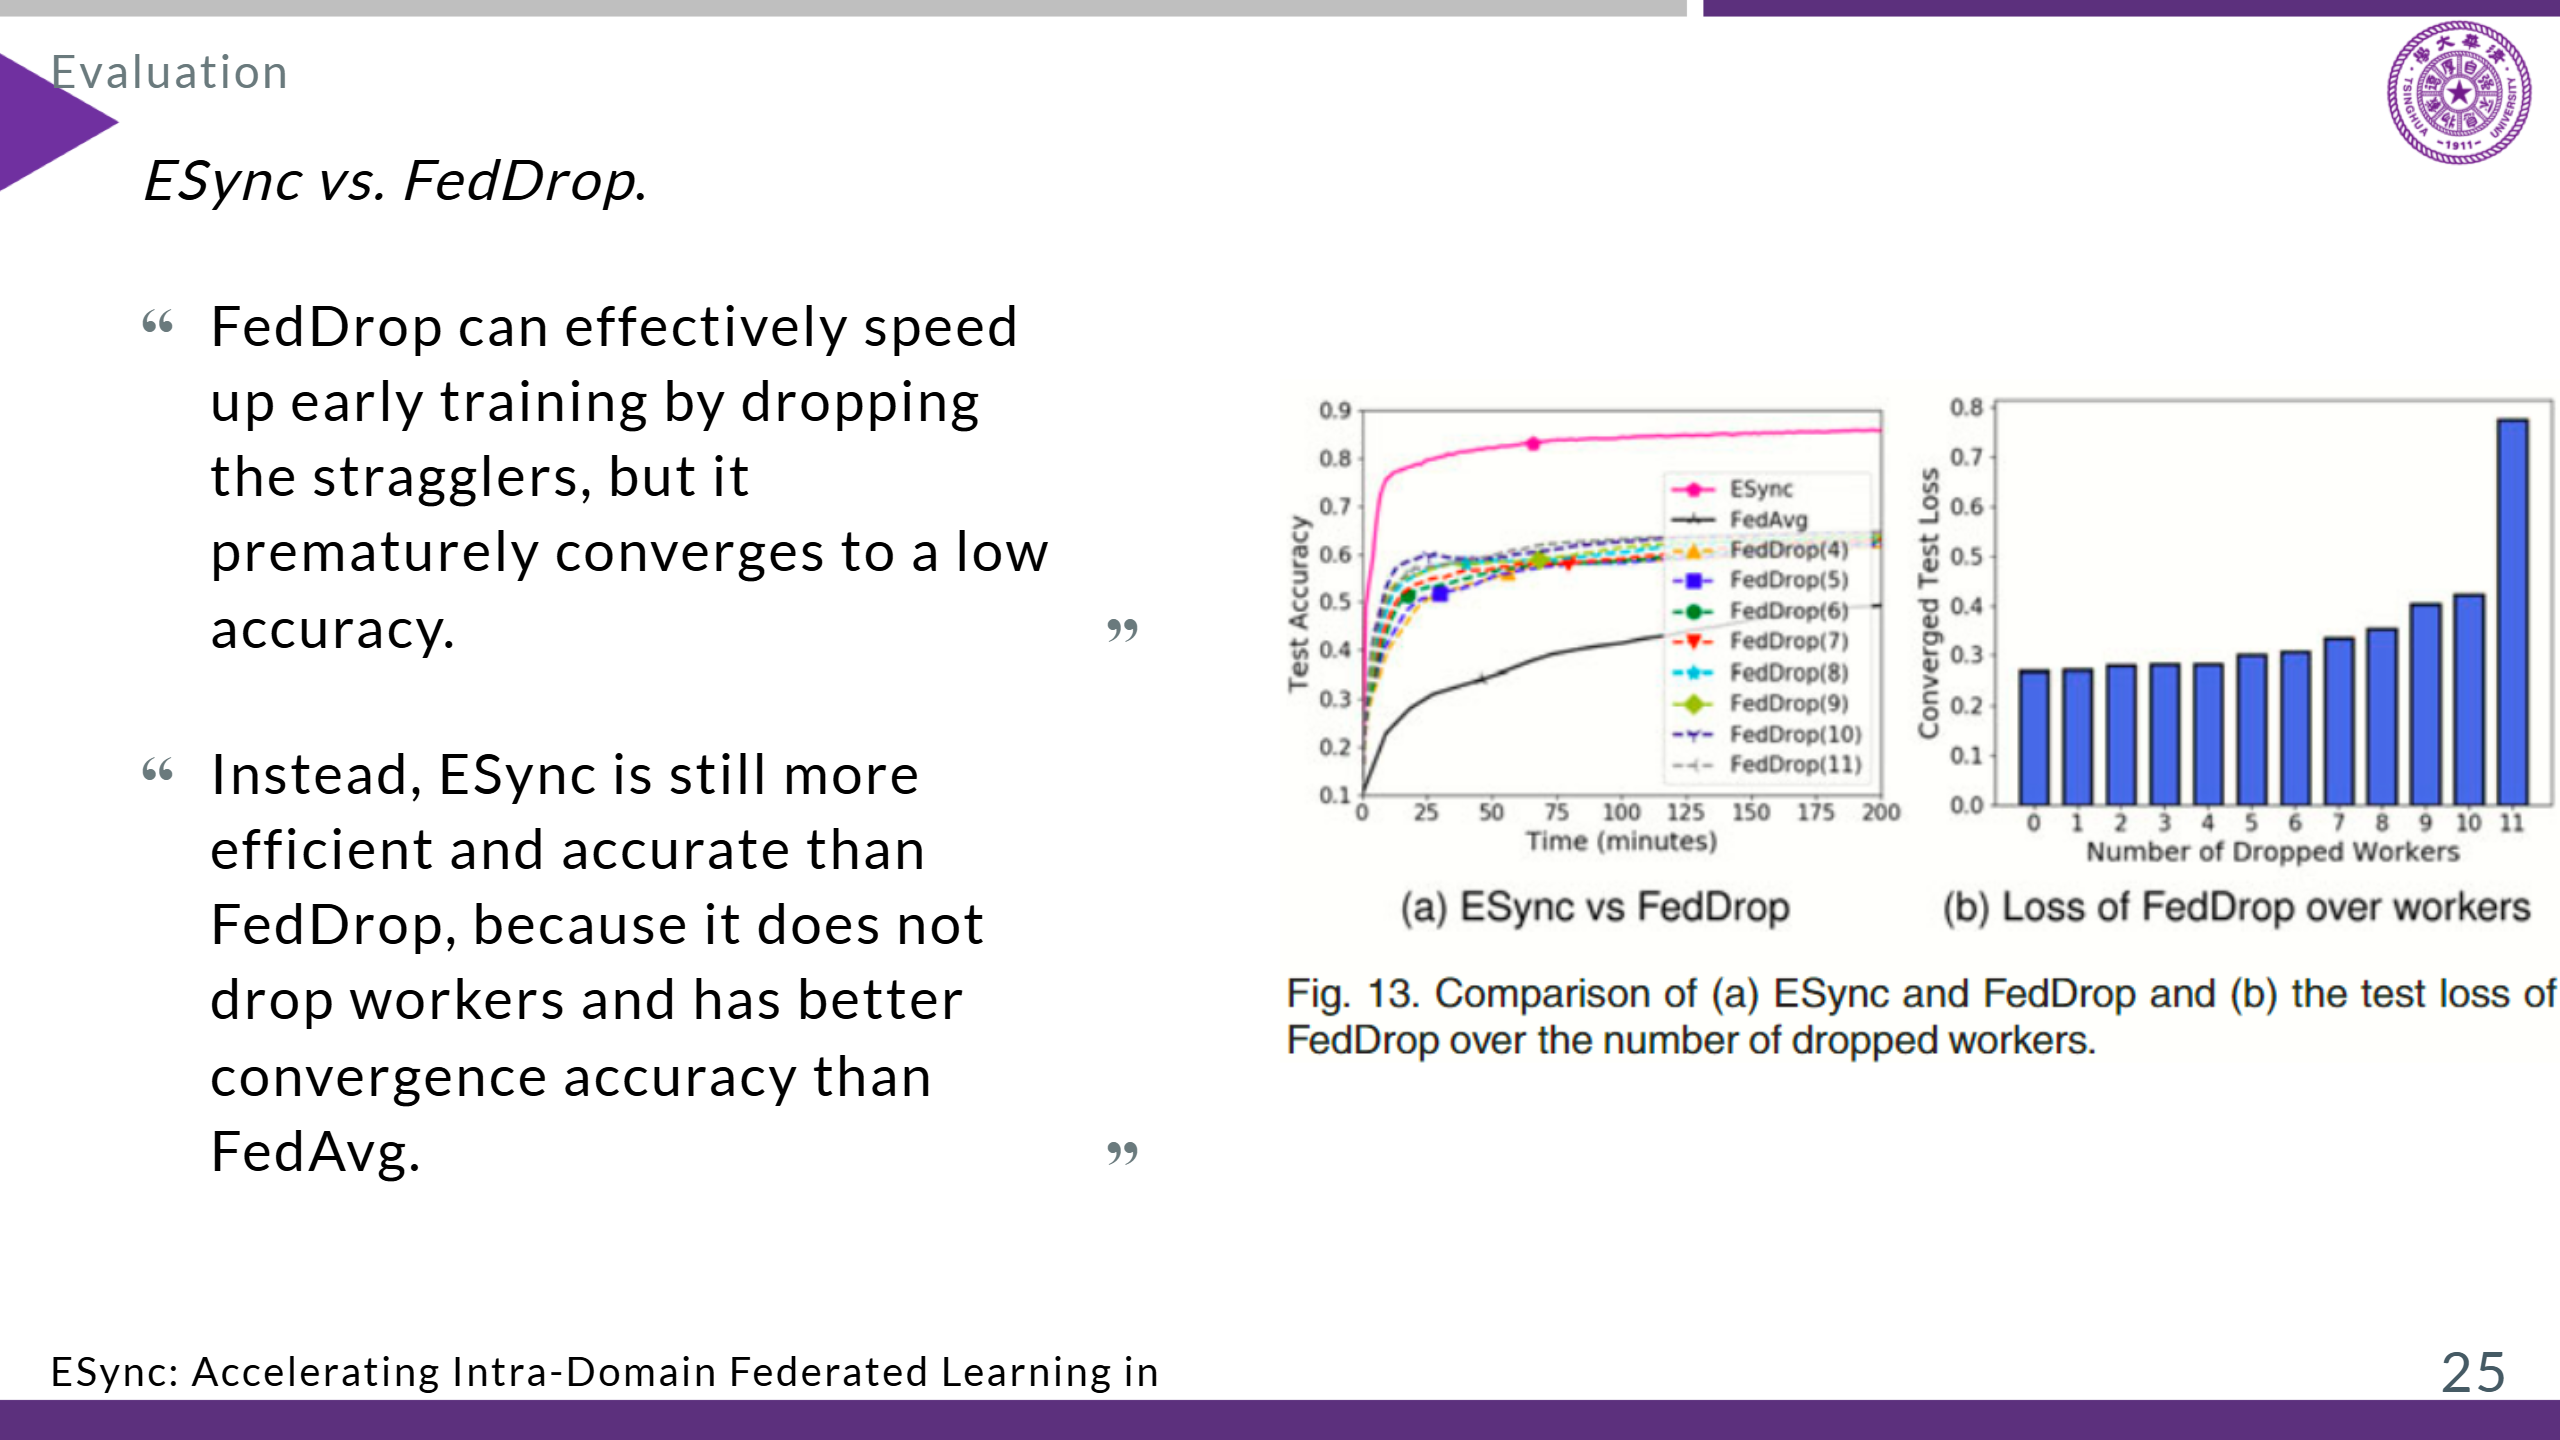 Evaluation
ESync vs. FedDrop.
“ FedDrop can effectively speed
up early training by dropping
the stragglers, but it
prematurely converges to a low
accuracy. ”
“ Instead, ESync is still more
efficient and accurate than
FedDrop, because it does not
drop workers and has better
convergence accuracy than
FedAvg. ”
TSINGHUA UNIVERSITY
-1911-
Test Accuracy
0.9
0.8
0.7
0.6
0.5
0.4
0.3
0.2
0.1
ESync
FedAvg
FedDrop(4)
FedDrop(5)
FedDrop(6)
FedDrop(7)
FedDrop(8)
FedDrop(9)
FedDrop(10)
FedDrop(11)
0 25 50 75 100 125 150 175 200
Time (minutes)
(a) ESync vs FedDrop
Converged Test Loss
0.8
0.7
0.6
0.5
0.4
0.3
0.2
0.1
0.0
0 1 2 3 4 5 6 7 8 9 10 11
Number of Dropped Workers
(b) Loss of FedDrop over workers
Fig. 13. Comparison of (a) ESync and FedDrop and (b) the test loss of
FedDrop over the number of dropped workers.
ESync: Accelerating Intra-Domain Federated Learning in
25